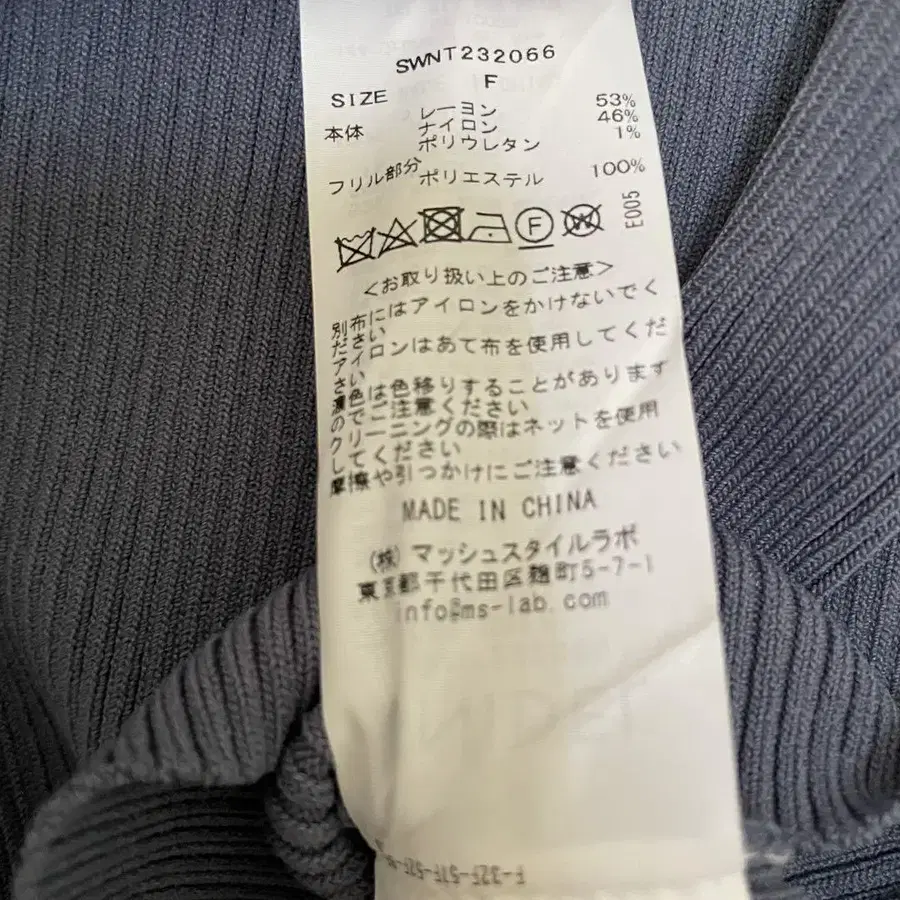 SWNT232066
SIZE F
本体 レーヨン 53%
ナイロン 46%
ポリウレタン 1%
フリル部分 ポリエステル 100%
F W E005
<お取り扱い上のご注意>
別布にはアイロンをかけないでく
ださい
アイロンはあて布を使用してくだ
さい
濃色は色移りすることがあります
のでご注意ください
クリーニングの際はネットを使用
してください
摩擦や引っかけにご注意ください
MADE IN CHINA
(株)マッシュスタイルラボ
東京都千代田区麹町5-7-1
info@ms-lab.com